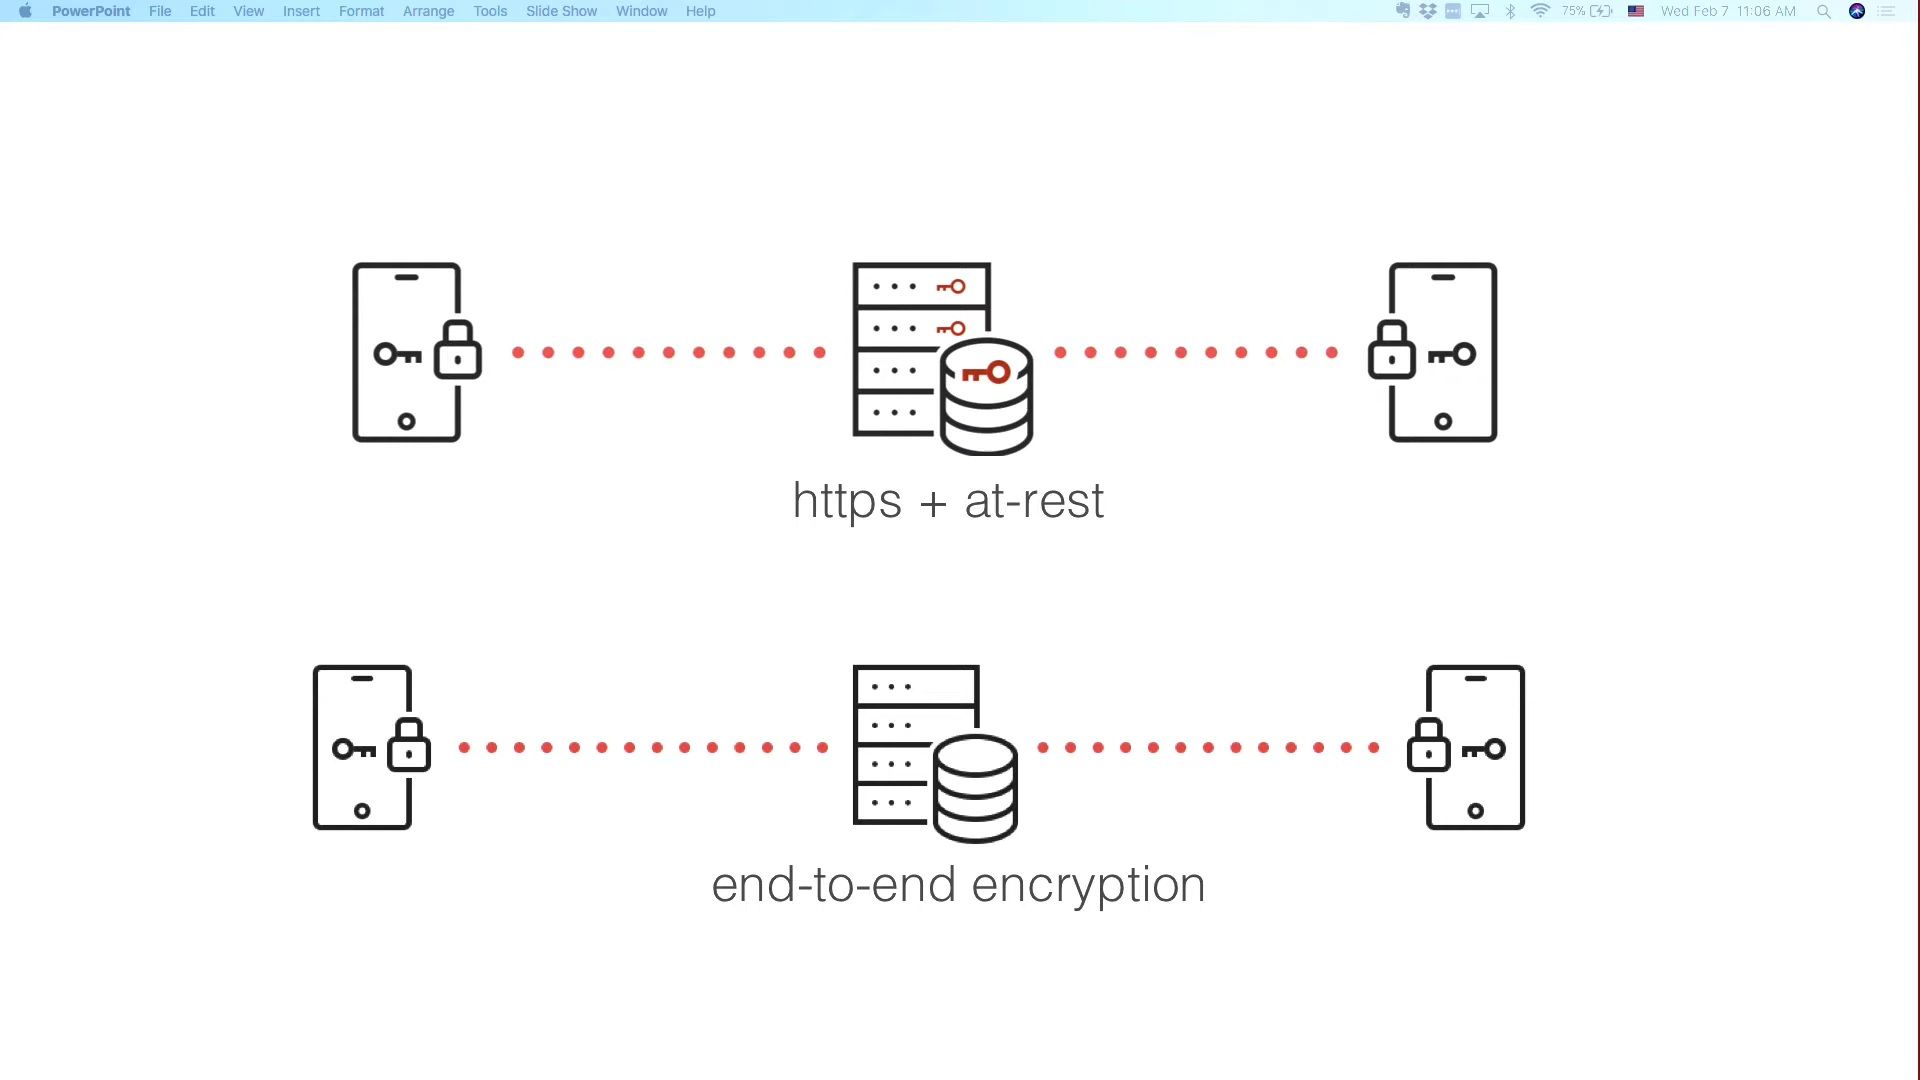 PowerPoint File Edit View Insert Format Arrange Tools Slide Show Window Help 75% Wed Feb 7 11:06 AM
https + at-rest
end-to-end encryption